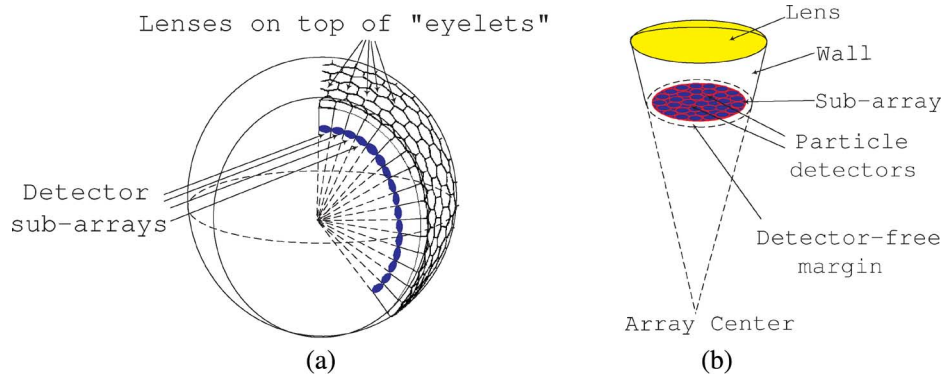 Lenses on top of "eyelets"
Detector
sub-arrays
(a)
Lens
Wall
Sub-array
Particle
detectors
Detector-free
margin
Array Center
(b)